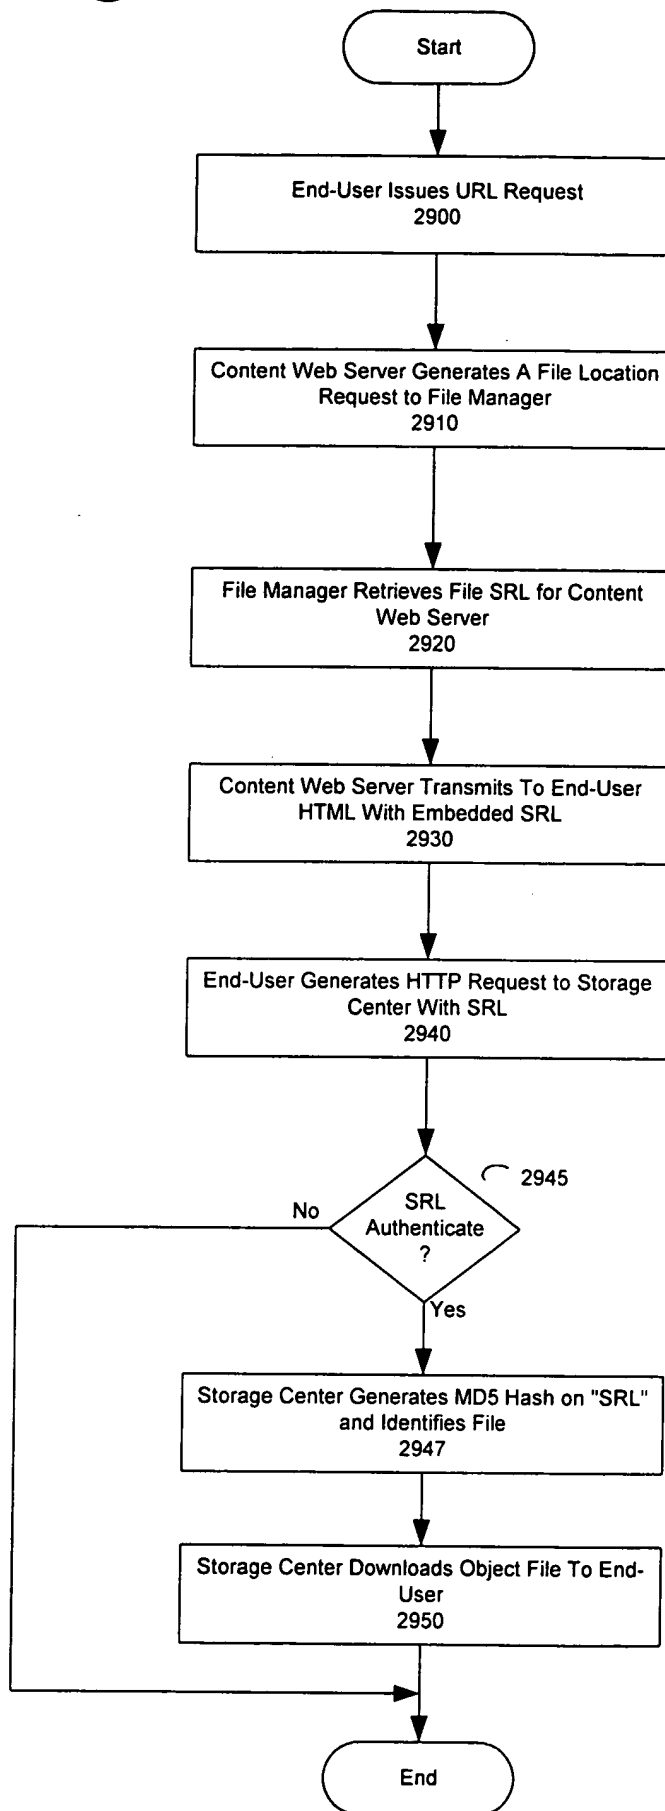 Start
End-User Issues URL Request
2900
Content Web Server Generates A File Location
Request to File Manager
2910
File Manager Retrieves File SRL for Content
Web Server
2920
Content Web Server Transmits To End-User
HTML With Embedded SRL
2930
End-User Generates HTTP Request to Storage
Center With SRL
2940
2945
No
SRL
Authenticate
?
Yes
Storage Center Generates MD5 Hash on "SRL"
and Identifies File
2947
Storage Center Downloads Object File To End-
User
2950
End